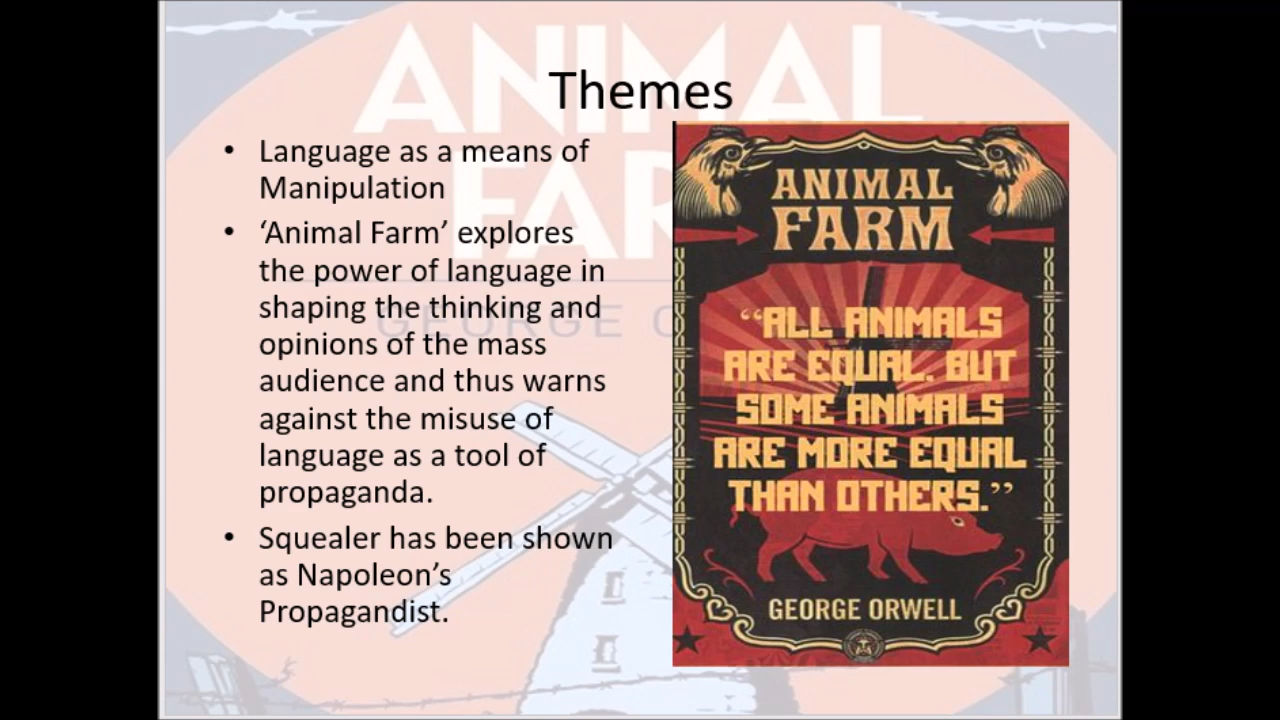 Themes
• Language as a means of
Manipulation
• ‘Animal Farm’ explores
the power of language in
shaping the thinking and
opinions of the mass
audience and thus warns
against the misuse of
language as a tool of
propaganda.
• Squealer has been shown
as Napoleon’s
Propagandist.
ANIMAL
FARM
“ALL ANIMALS
ARE EQUAL. BUT
SOME ANIMALS
ARE MORE EQUAL
THAN OTHERS.”
GEORGE ORWELL
ANIMAL
FAR
GEORGE O